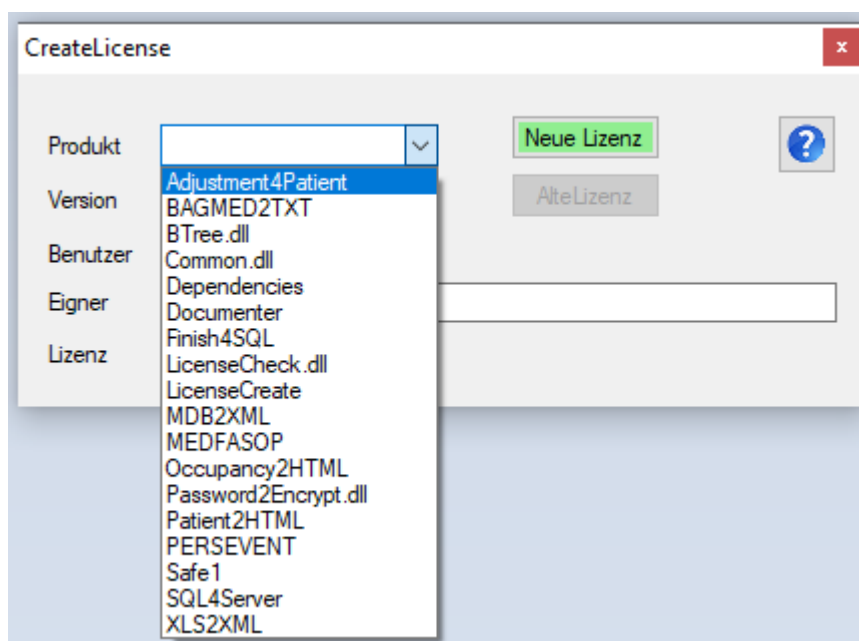 CreateLicense
x
Produkt
Neue Lizenz
?
Adjustment4Patient
Version
AlteLizenz
BAGMED2TXT
BTree.dll
Benutzer
Common.dll
Dependencies
Eigner
Documenter
Finish4SQL
Lizenz
LicenseCheck.dll
LicenseCreate
MDB2XML
MEDFASOP
Occupancy2HTML
Password2Encrypt.dll
Patient2HTML
PERSEVENT
Safe1
SQL4Server
XLS2XML